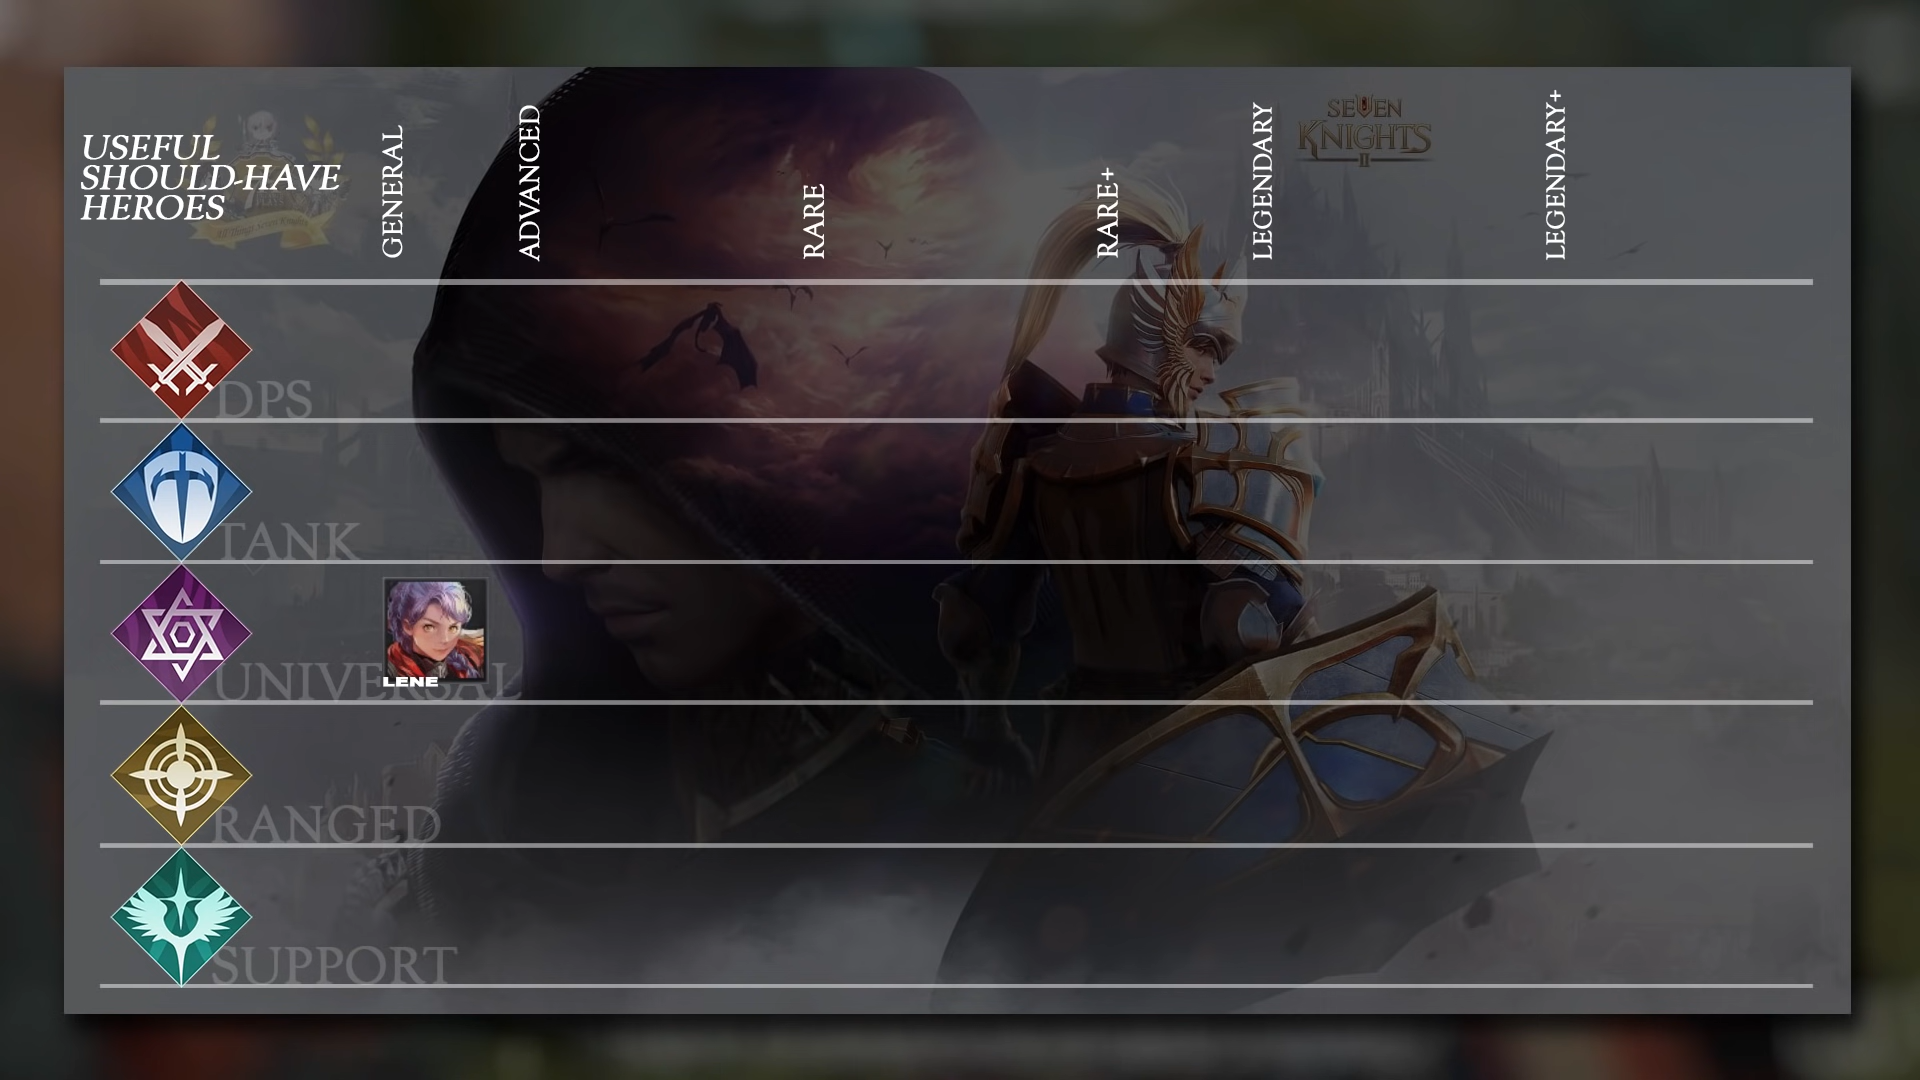 USEFUL
SHOULD-HAVE
HEROES
GENERAL
ADVANCED
RARE
RARE+
LEGENDARY
SEVEN
KNIGHTS
II
LEGENDARY+
DPS
TANK
UNIVERSAL
LENE
RANGED
SUPPORT